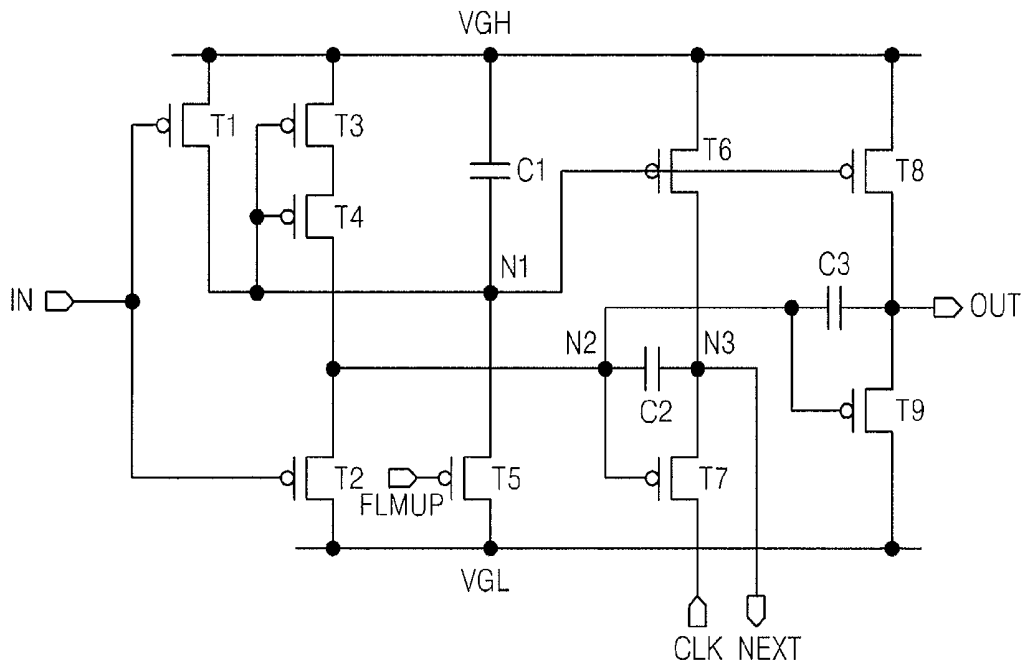 VGH
T1
T3
T6
C1
T8
T4
N1
C3
IN
OUT
N2
N3
C2
T9
T2
FLMUP
T5
T7
VGL
CLK
NEXT